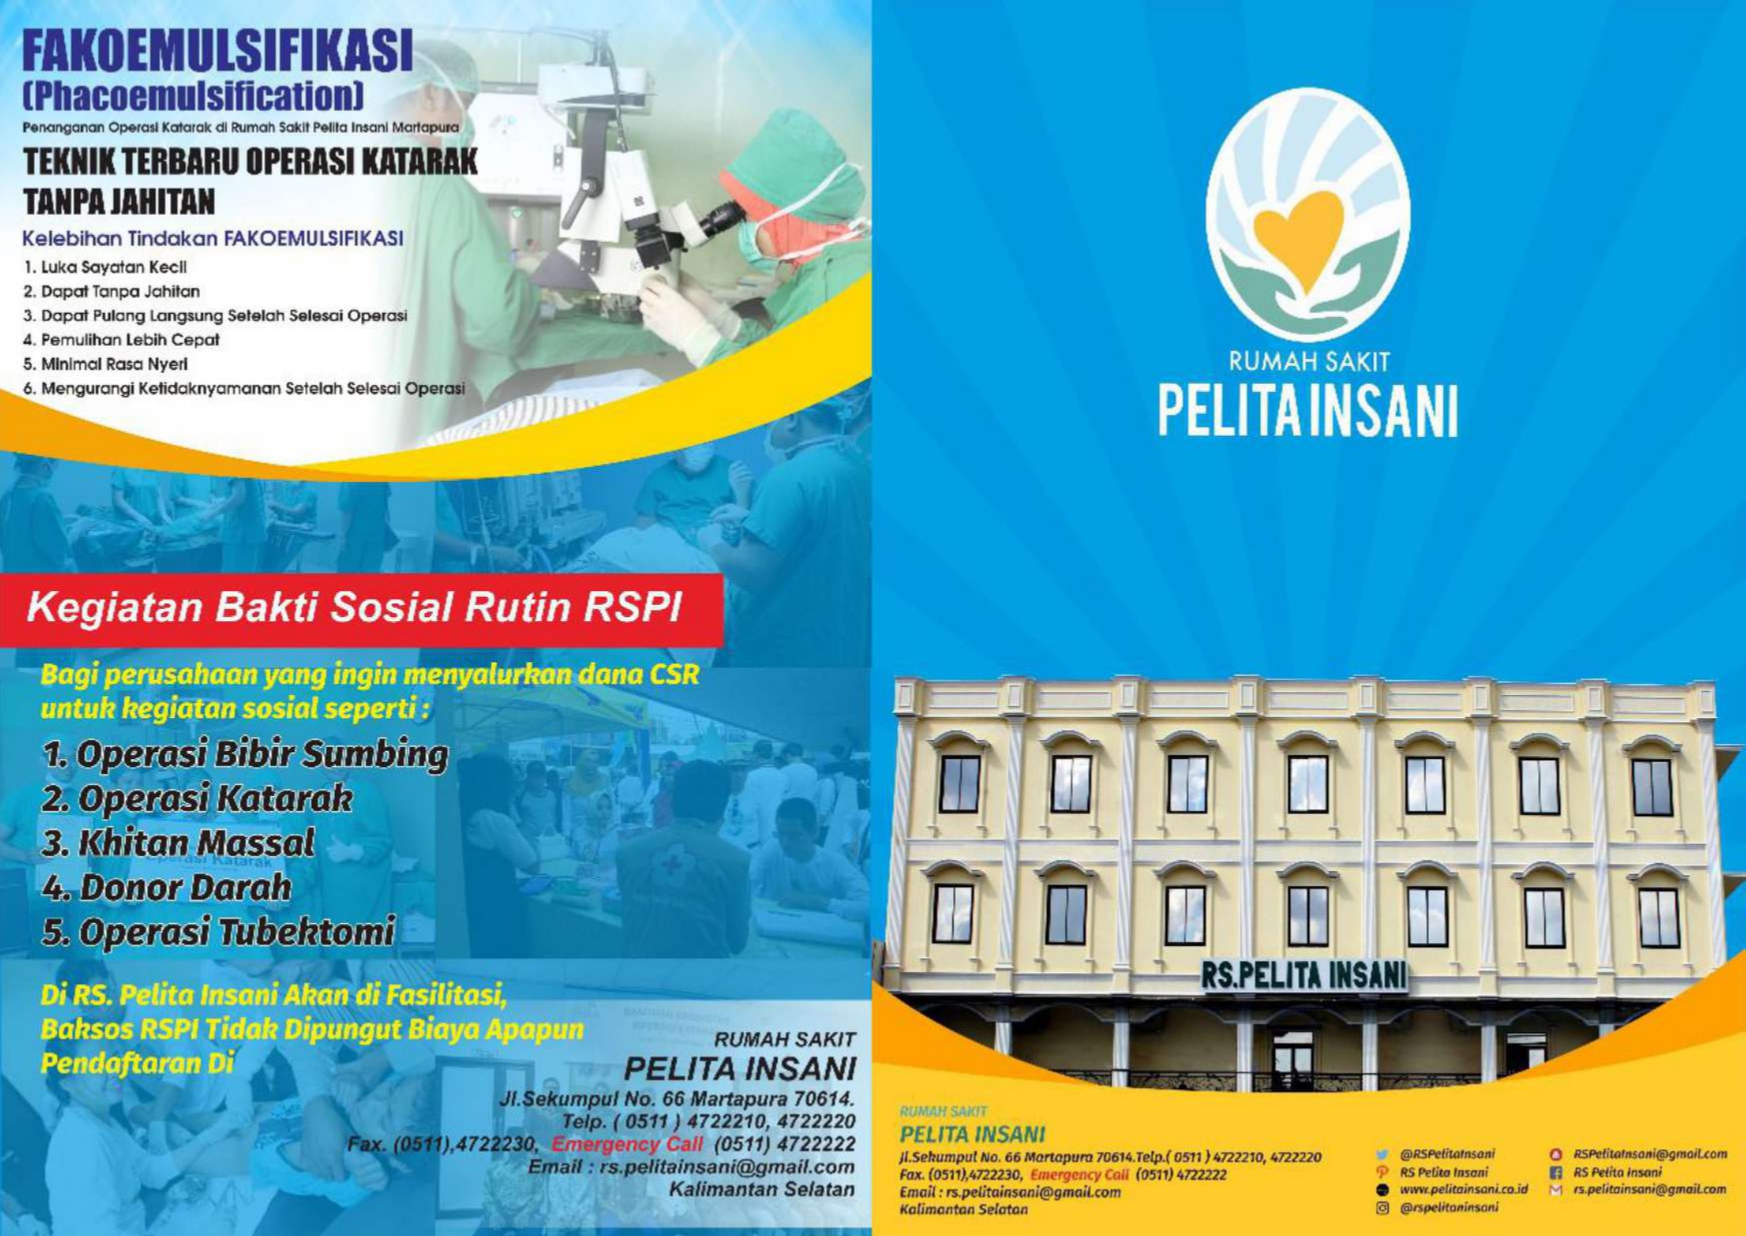 FAKOEMULSIFIKASI
(Phacoemulsification)
Penanganan Operasi Katarak di Rumah Sakit Pelita Insani Martapura
TEKNIK TERBARU OPERASI KATARAK
TANPA JAHITAN
Kelebihan Tindakan FAKOEMULSIFIKASI
1. Luka Sayatan Kecil
2. Dapat Tanpa Jahitan
3. Dapat Pulang Langsung Setelah Selesai Operasi
4. Pemulihan Lebih Cepat
5. Minimal Rasa Nyeri
6. Mengurangi Ketidaknyamanan Setelah Selesai Operasi
Kegiatan Bakti Sosial Rutin RSPI
Bagi perusahaan yang ingin menyalurkan dana CSR
untuk kegiatan sosial seperti :
1. Operasi Bibir Sumbing
2. Operasi Katarak
3. Khitan Massal
Operasi Katarak
4. Donor Darah
5. Operasi Tubektomi
Di RS. Pelita Insani Akan di Fasilitasi,
Baksos RSPI Tidak Dipungut Biaya Apapun
Pendaftaran Di
RUMAH SAKIT
PELITA INSANI
Jl.Sekumpul No. 66 Martapura 70614.
Telp. ( 0511 ) 4722210, 4722220
Fax. (0511),4722230, Emergency Call (0511) 4722222
Email : rs.pelitainsani@gmail.com
Kalimantan Selatan
RUMAH SAKIT
PELITA INSANI
RS.PELITA INSANI
RUMAH SAKIT
PELITA INSANI
Jl.Sekumpul No. 66 Martapura 70614.Telp.( 0511 ) 4722210, 4722220
Fax. (0511),4722230, Emergency Call (0511) 4722222
Email : rs.pelitainsani@gmail.com
Kalimantan Selatan
@RSPelitaInsani
RS Pelita Insani
www.pelitainsani.co.id
@rspelitaninsani
RSPelitaInsani@gmail.com
RS Pelita Insani
rs.pelitainsani@gmail.com